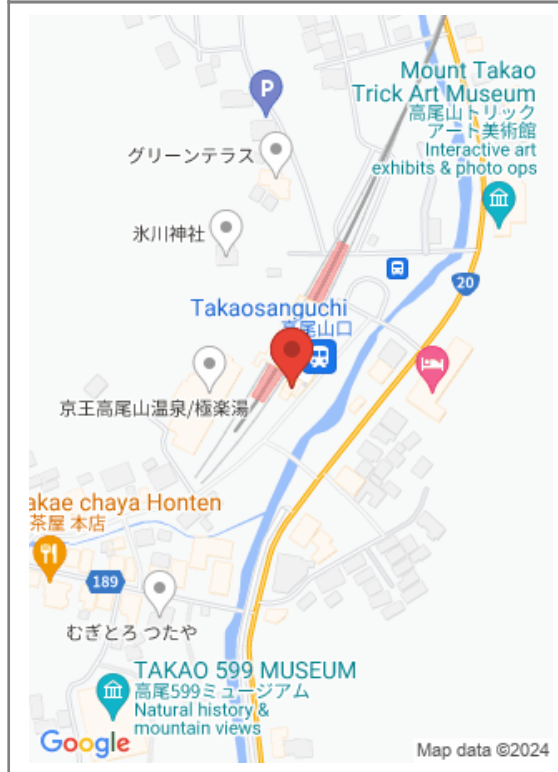 Mount Takao
Trick Art Museum
高尾山トリック
アート美術館
Interactive art
exhibits & photo ops
P
グリーンテラス
氷川神社
20
Takaosanguchi
高尾山口
京王高尾山温泉/極楽湯
akae chaya Honten
茶屋 本店
189
むぎとろ つたや
TAKAO 599 MUSEUM
高尾599ミュージアム
Natural history &
mountain views
Google
Map data ©2024